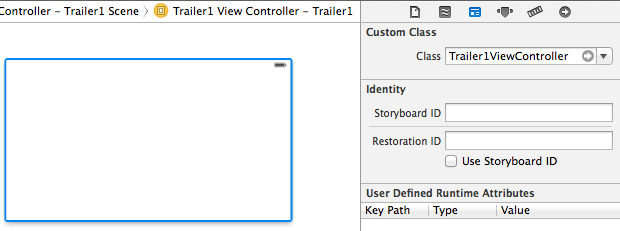 Controller – Trailer1 Scene Trailer1 View Controller – Trailer1
Custom Class
Class Trailer1ViewController
Identity
Storyboard ID
Restoration ID
Use Storyboard ID
User Defined Runtime Attributes
Key Path Type Value